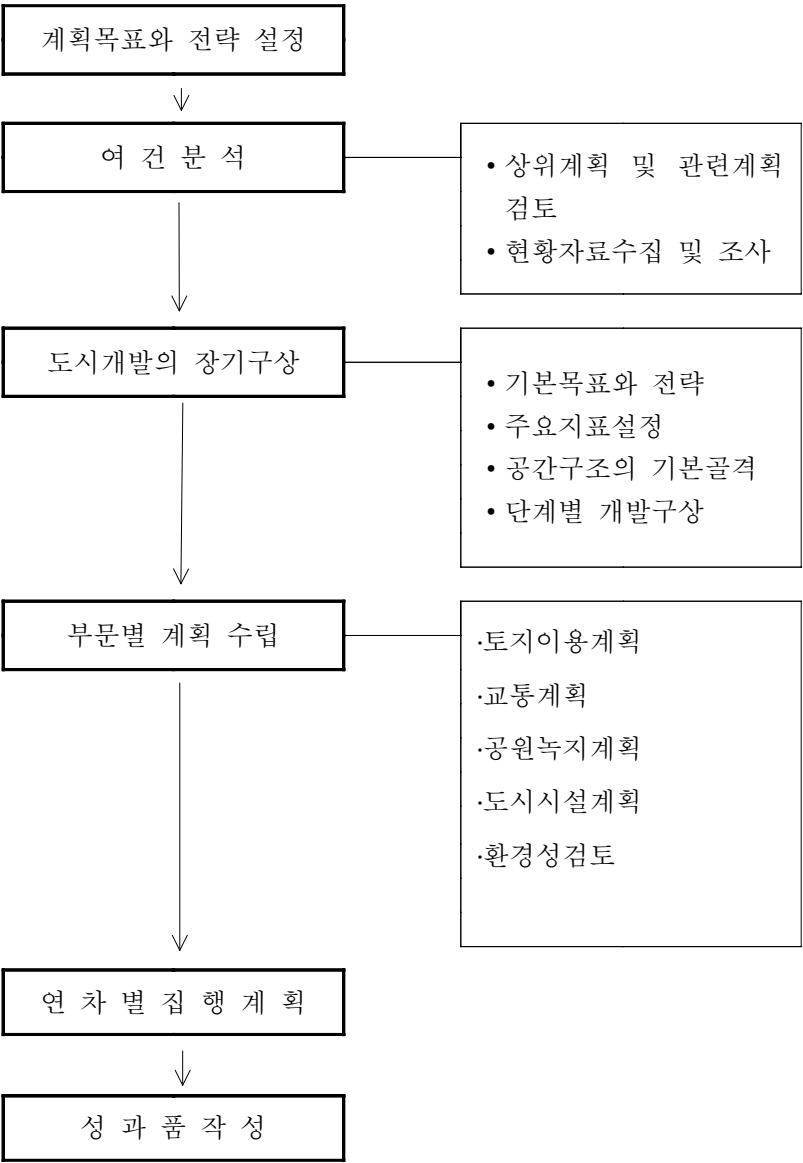 계획목표와 전략 설정
여 건 분 석
• 상위계획 및 관련계획
검토
• 현황자료수집 및 조사
도시개발의 장기구상
• 기본목표와 전략
• 주요지표설정
• 공간구조의 기본골격
• 단계별 개발구상
부문별 계획 수립
·토지이용계획
·교통계획
·공원녹지계획
·도시시설계획
·환경성검토
연 차 별 집 행 계 획
성 과 품 작 성